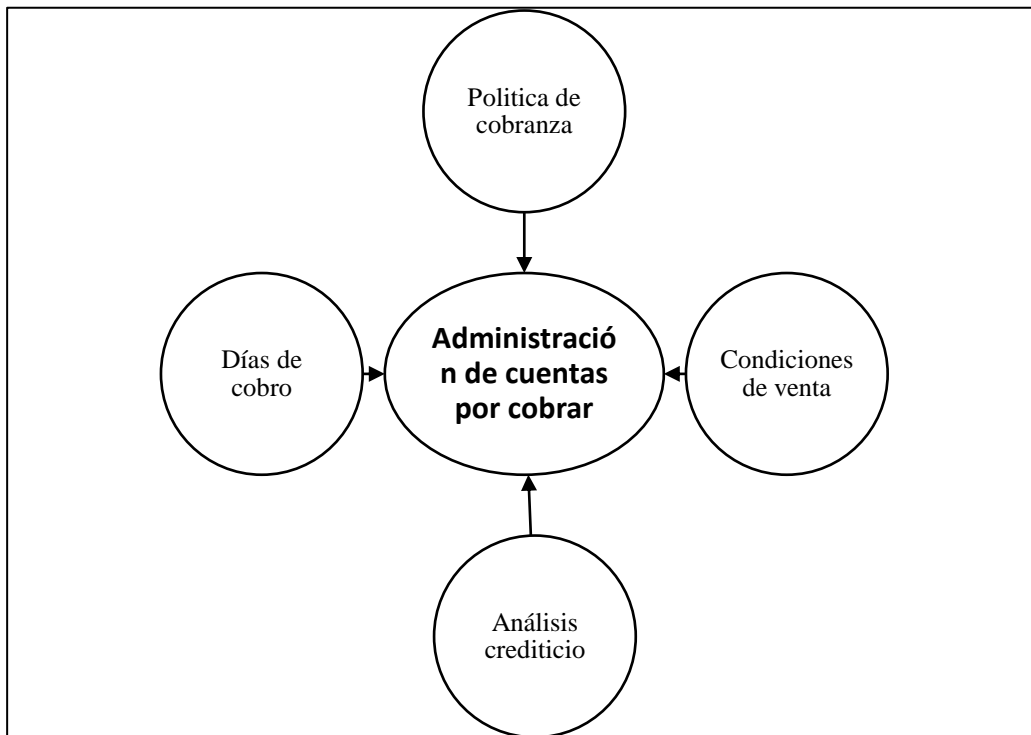 Politica de
cobranza
Días de
cobro
Administració
n de cuentas
por cobrar
Condiciones
de venta
Análisis
crediticio